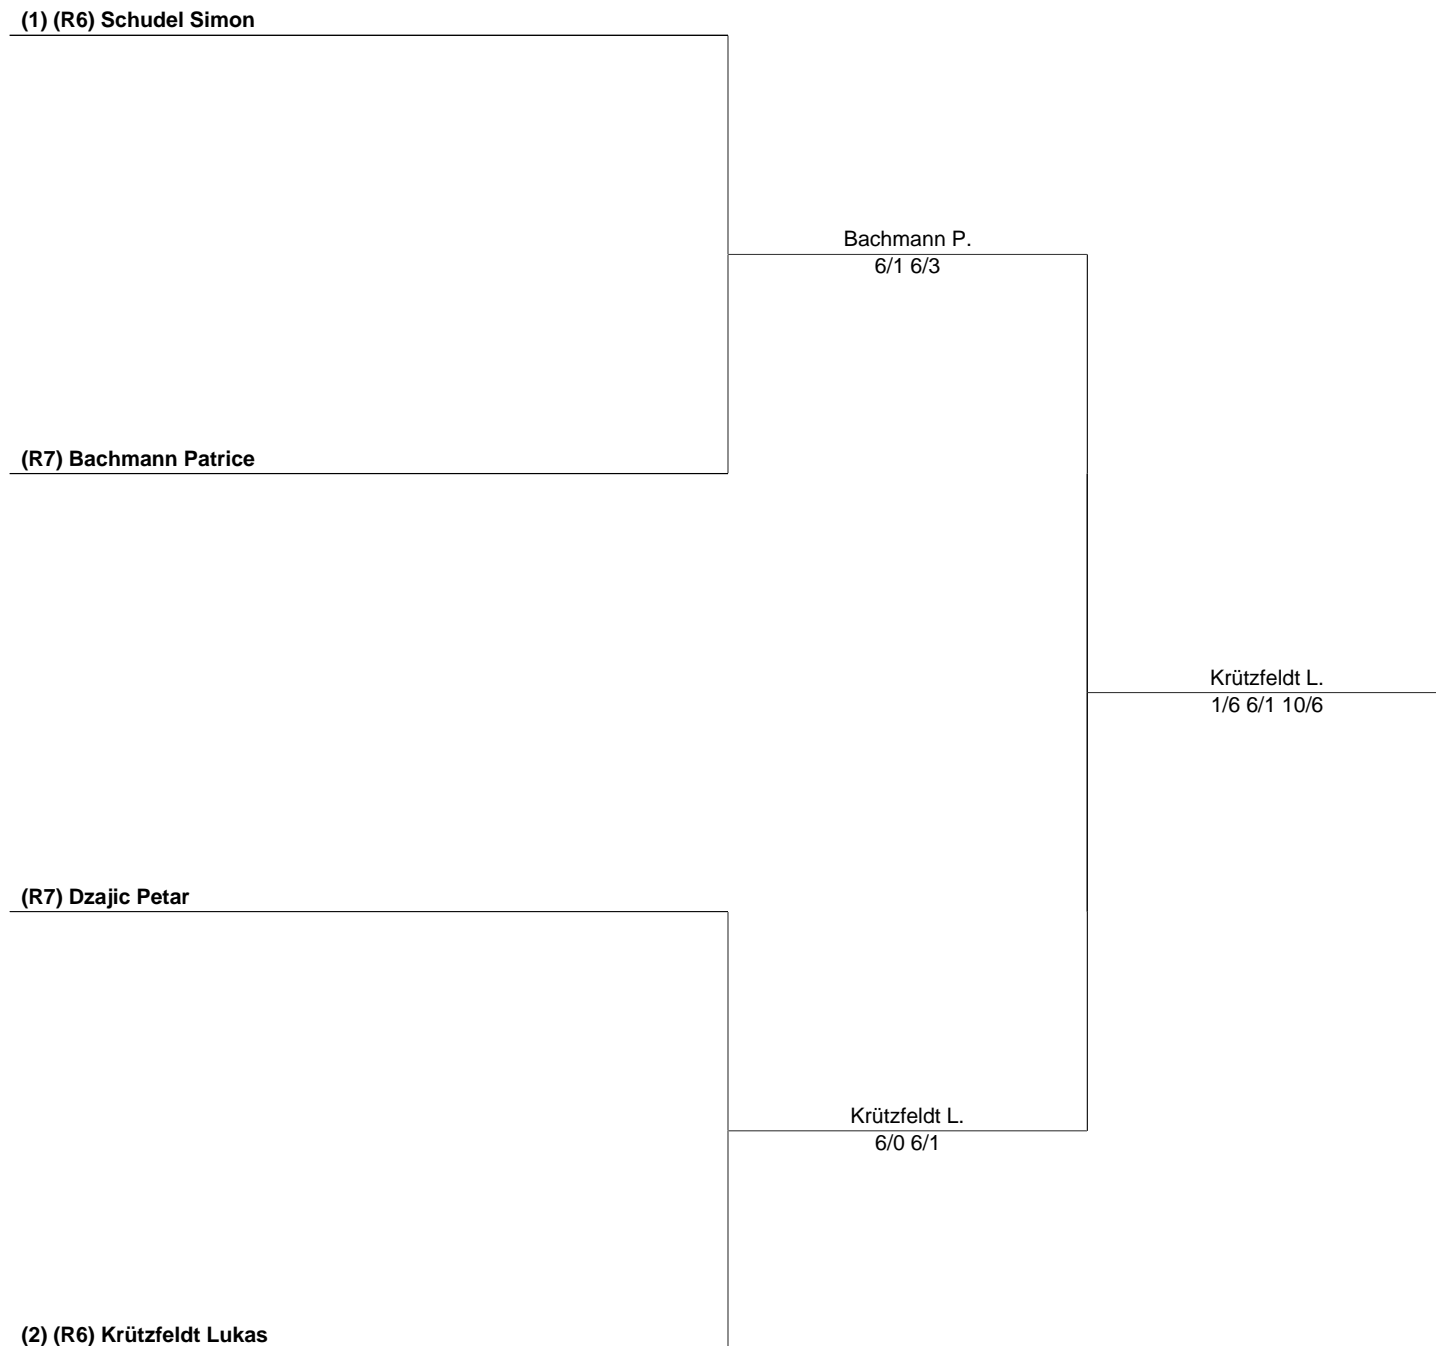 (1) (R6) Schudel Simon
Bachmann P.
6/1 6/3
(R7) Bachmann Patrice
Krützfeldt L.
1/6 6/1 10/6
(R7) Dzajic Petar
Krützfeldt L.
6/0 6/1
(2) (R6) Krützfeldt Lukas